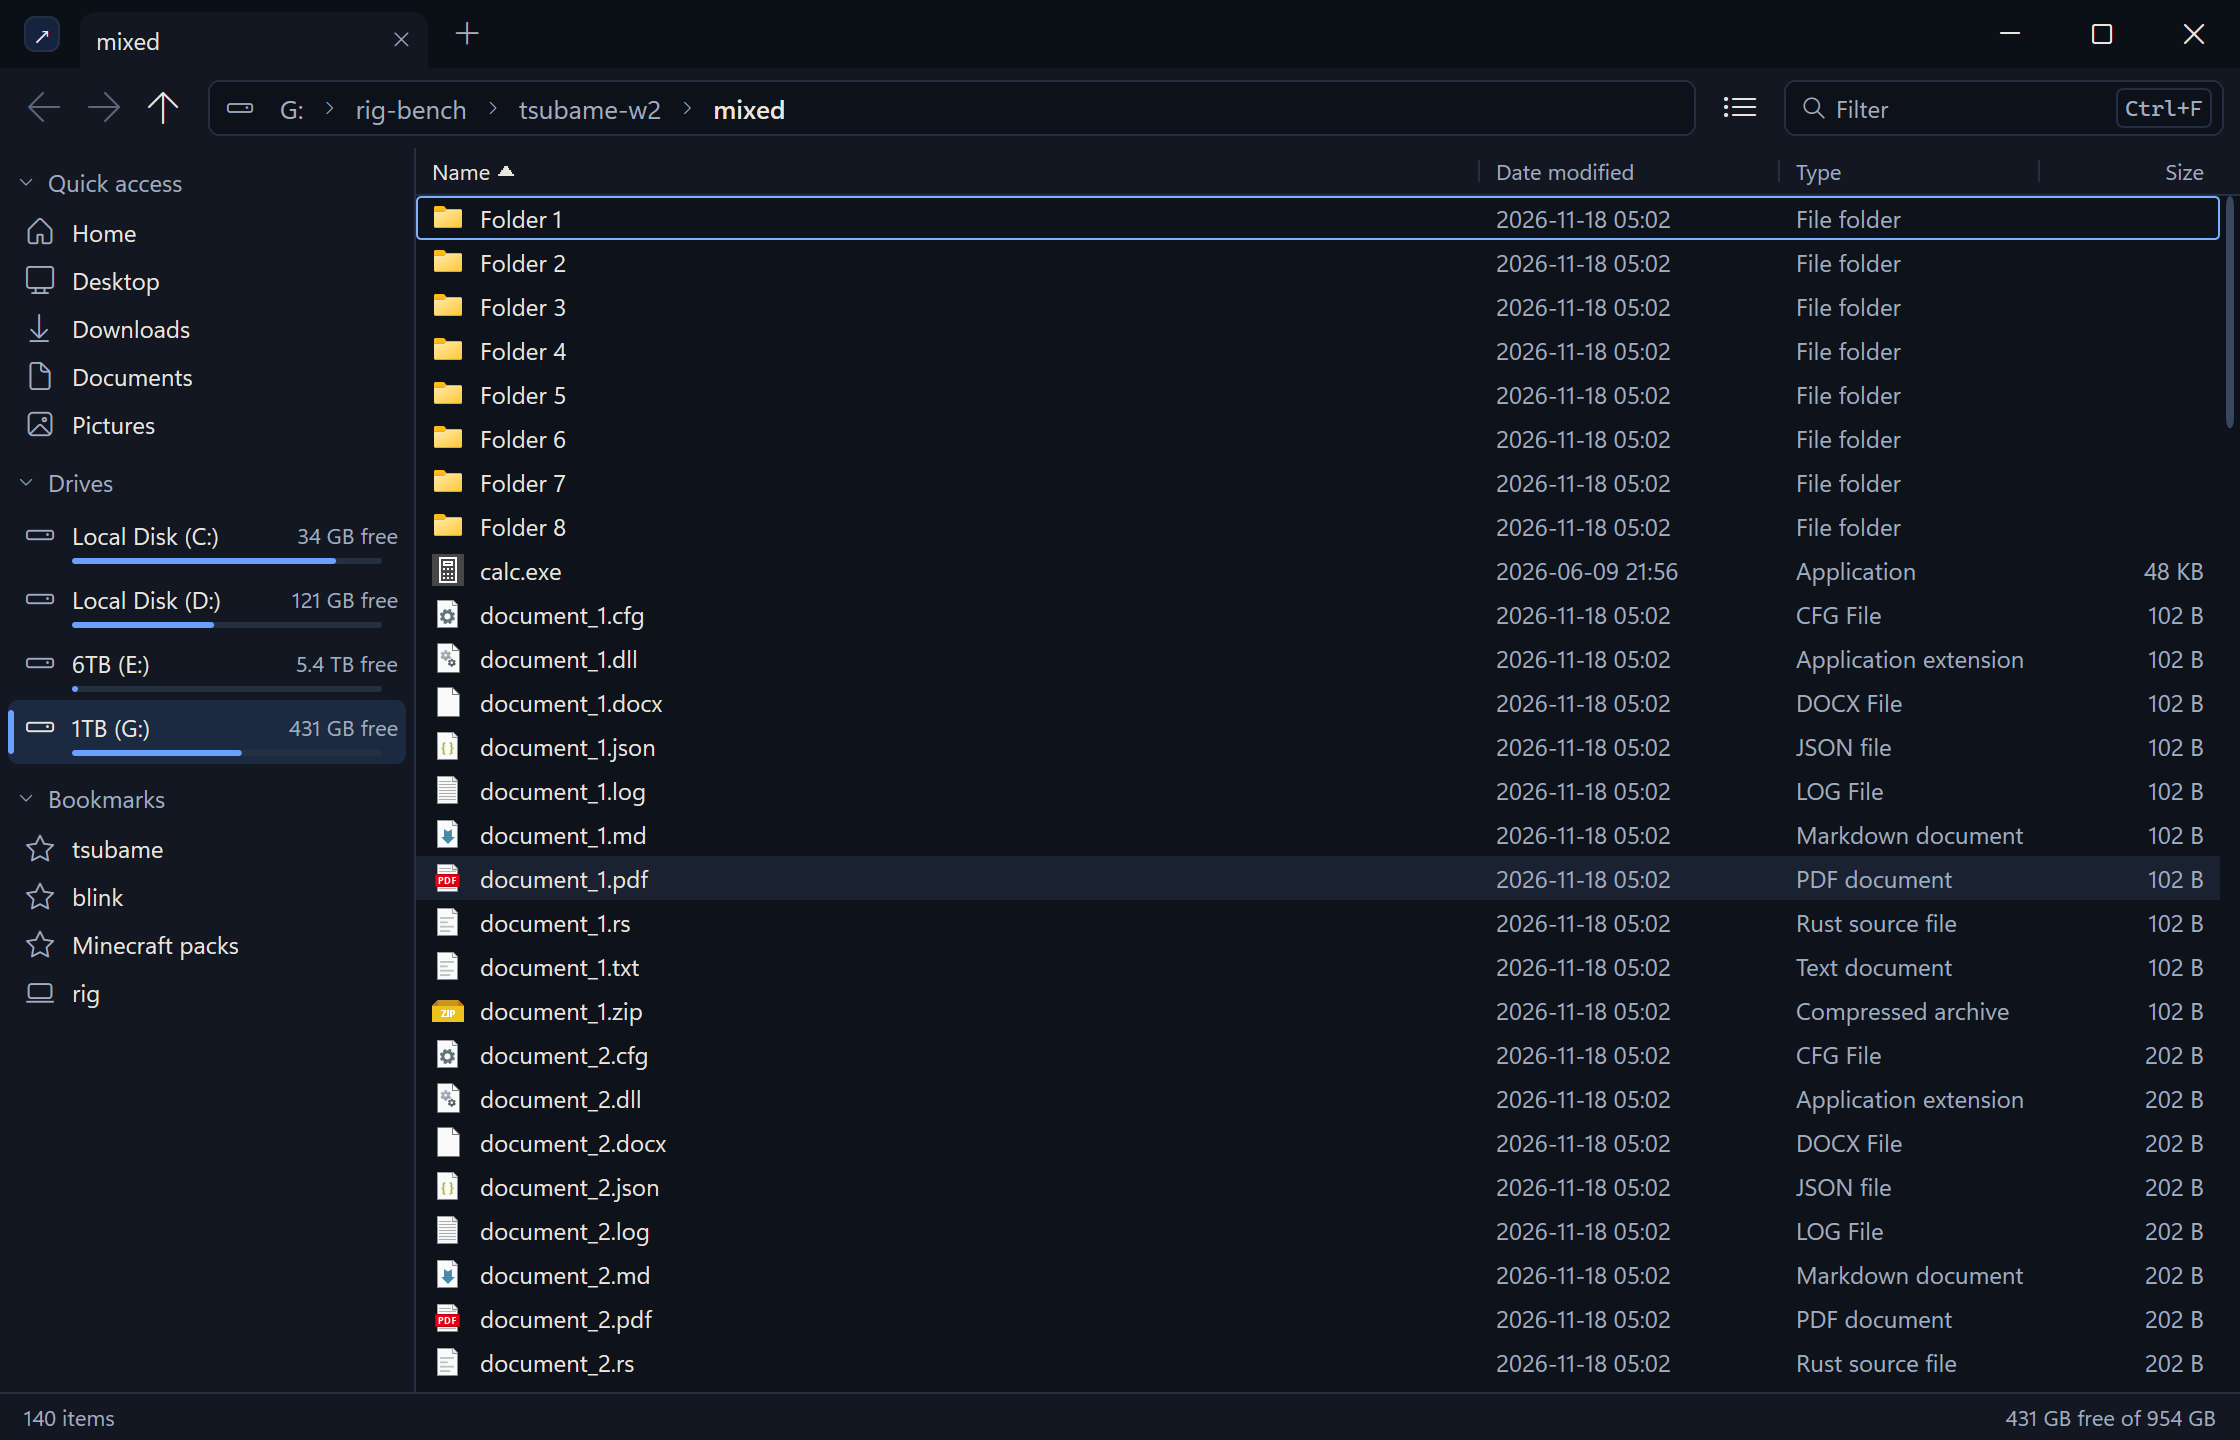 mixed
G: rig-bench tsubame-w2 mixed
Filter Ctrl+F
Quick access
Home
Desktop
Downloads
Documents
Pictures
Drives
Local Disk (C:) 34 GB free
Local Disk (D:) 121 GB free
6TB (E:) 5.4 TB free
1TB (G:) 431 GB free
Bookmarks
tsubame
blink
Minecraft packs
rig
Name Date modified Type Size
Folder 1 2026-11-18 05:02 File folder
Folder 2 2026-11-18 05:02 File folder
Folder 3 2026-11-18 05:02 File folder
Folder 4 2026-11-18 05:02 File folder
Folder 5 2026-11-18 05:02 File folder
Folder 6 2026-11-18 05:02 File folder
Folder 7 2026-11-18 05:02 File folder
Folder 8 2026-11-18 05:02 File folder
calc.exe 2026-06-09 21:56 Application 48 KB
document_1.cfg 2026-11-18 05:02 CFG File 102 B
document_1.dll 2026-11-18 05:02 Application extension 102 B
document_1.docx 2026-11-18 05:02 DOCX File 102 B
document_1.json 2026-11-18 05:02 JSON file 102 B
document_1.log 2026-11-18 05:02 LOG File 102 B
document_1.md 2026-11-18 05:02 Markdown document 102 B
PDF document_1.pdf 2026-11-18 05:02 PDF document 102 B
document_1.rs 2026-11-18 05:02 Rust source file 102 B
document_1.txt 2026-11-18 05:02 Text document 102 B
ZIP document_1.zip 2026-11-18 05:02 Compressed archive 102 B
document_2.cfg 2026-11-18 05:02 CFG File 202 B
document_2.dll 2026-11-18 05:02 Application extension 202 B
document_2.docx 2026-11-18 05:02 DOCX File 202 B
document_2.json 2026-11-18 05:02 JSON file 202 B
document_2.log 2026-11-18 05:02 LOG File 202 B
document_2.md 2026-11-18 05:02 Markdown document 202 B
PDF document_2.pdf 2026-11-18 05:02 PDF document 202 B
document_2.rs 2026-11-18 05:02 Rust source file 202 B
140 items 431 GB free of 954 GB